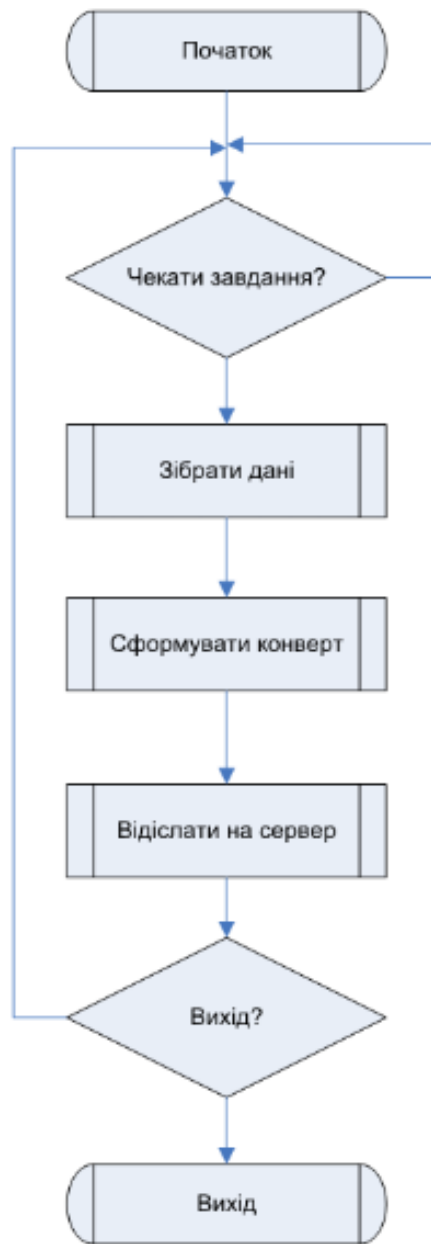 Початок
Чекати завдання?
Зібрати дані
Сформувати конверт
Відіслати на сервер
Вихід?
Вихід